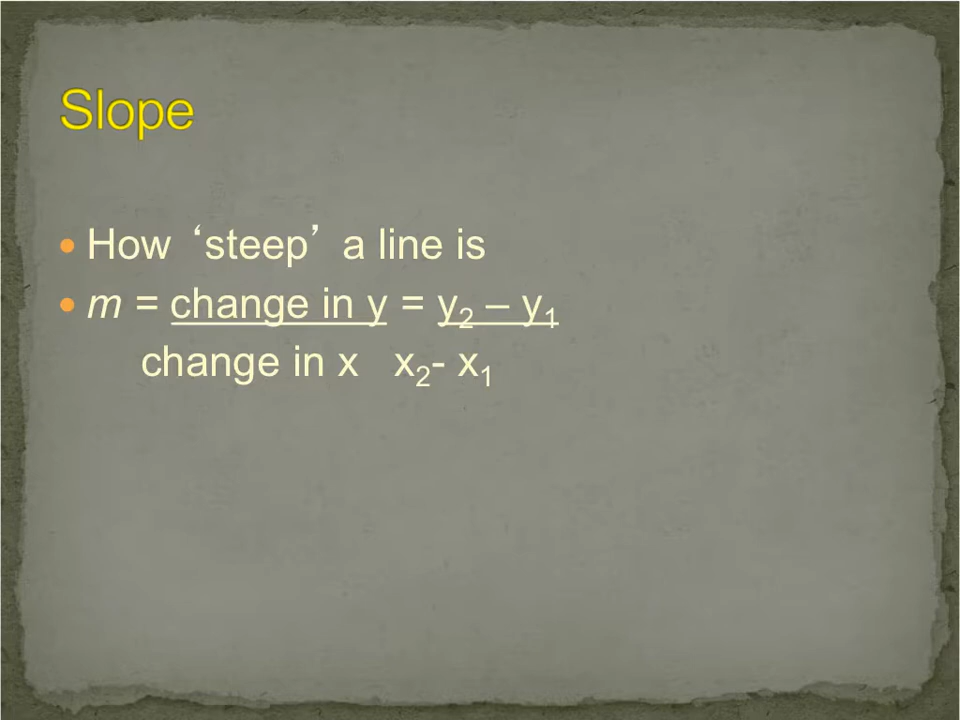 Slope
• How ‘steep’ a line is
• m = change in y = y₂ – y₁
change in x x₂- x₁